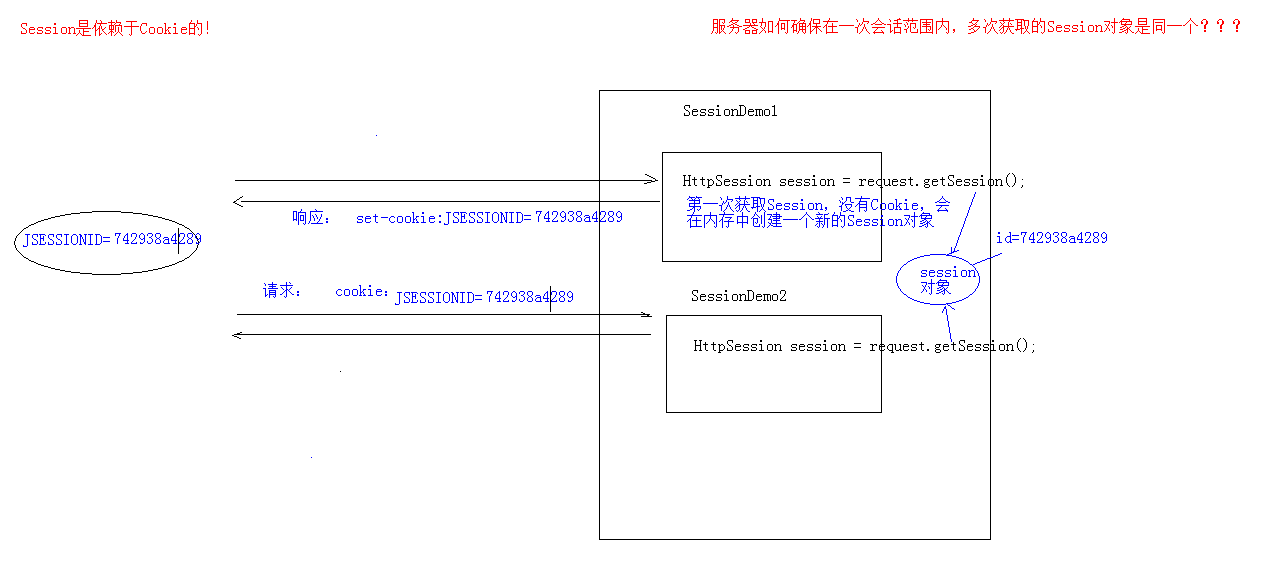 Session是依赖于Cookie的!
服务器如何确保在一次会话范围内，多次获取的Session对象是同一个？？？
SessionDemo1
HttpSession session = request.getSession();
第一次获取Session，没有Cookie，会
在内存中创建一个新的Session对象
响应： set-cookie:JSESSIONID=742938a4289
JSESSIONID=742938a4289
id=742938a4289
session
对象
请求： cookie：JSESSIONID=742938a4289
SessionDemo2
HttpSession session = request.getSession();